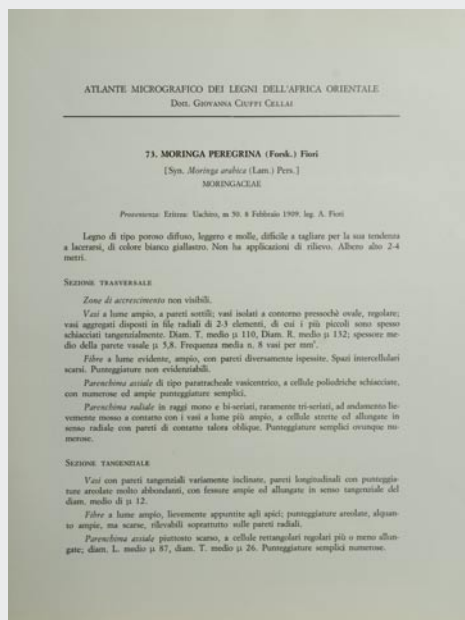 ATLANTE MICROGRAFICO DEI LEGNI DELL'AFRICA ORIENTALE
Dott. Giovanna Ciuffi Cellai
73. MORINGA PEREGRINA (Forsk.) Fiori
[Syn. Moringa arabica (Lam.) Pers.]
MORINGACEAE
Provenienza: Eritrea: Uachiro, m 50. 8 Febbraio 1909. leg. A. Fiori
Legno di tipo poroso diffuso, leggero e molle, difficile a tagliare per la sua tendenza
a lacerarsi, di colore bianco giallastro. Non ha applicazioni di rilievo. Albero alto 2-4
metri.
Sezione trasversale
Zone di accrescimento non visibili.
Vasi a lume ampio, a pareti sottili; vasi isolati a contorno pressochè ovale, regolare;
vasi aggregati disposti in file radiali di 2-3 elementi, di cui i più piccoli sono spesso
schiacciati tangenzialmente. Diam. T. medio µ 110, Diam. R. medio µ 132; spessore me-
dio della parete vasale µ 5,8. Frequenza media n. 8 vasi per mm².
Fibre a lume evidente, ampio, con pareti diversamente ispessite. Spazi intercellulari
scarsi. Punteggiature non evidenziabili.
Parenchima assiale di tipo paratracheale vasicentrico, a cellule poliedriche schiacciate,
con numerose ed ampie punteggiature semplici.
Parenchima radiale in raggi mono e bi-seriati, raramente tri-seriati, ad andamento lie-
vemente mosso a contatto con i vasi a lume più ampio, a cellule strette ed allungate in
senso radiale con pareti di contatto talora oblique. Punteggiature semplici ovunque nu-
merose.
Sezione tangenziale
Vasi con pareti tangenziali variamente inclinate, pareti longitudinali con punteggia-
ture areolate molto abbondanti, con fessure ampie ed allungate in senso tangenziale del
diam. medio di µ 12.
Fibre a lume ampio, lievemente appuntite agli apici; punteggiature areolate, alquan-
to ampie, ma scarse, rilevabili soprattutto sulle pareti radiali.
Parenchima assiale piuttosto scarso, a cellule rettangolari regolari più o meno allun-
gate; diam. L. medio µ 87, diam. T. medio µ 26. Punteggiature semplici numerose.